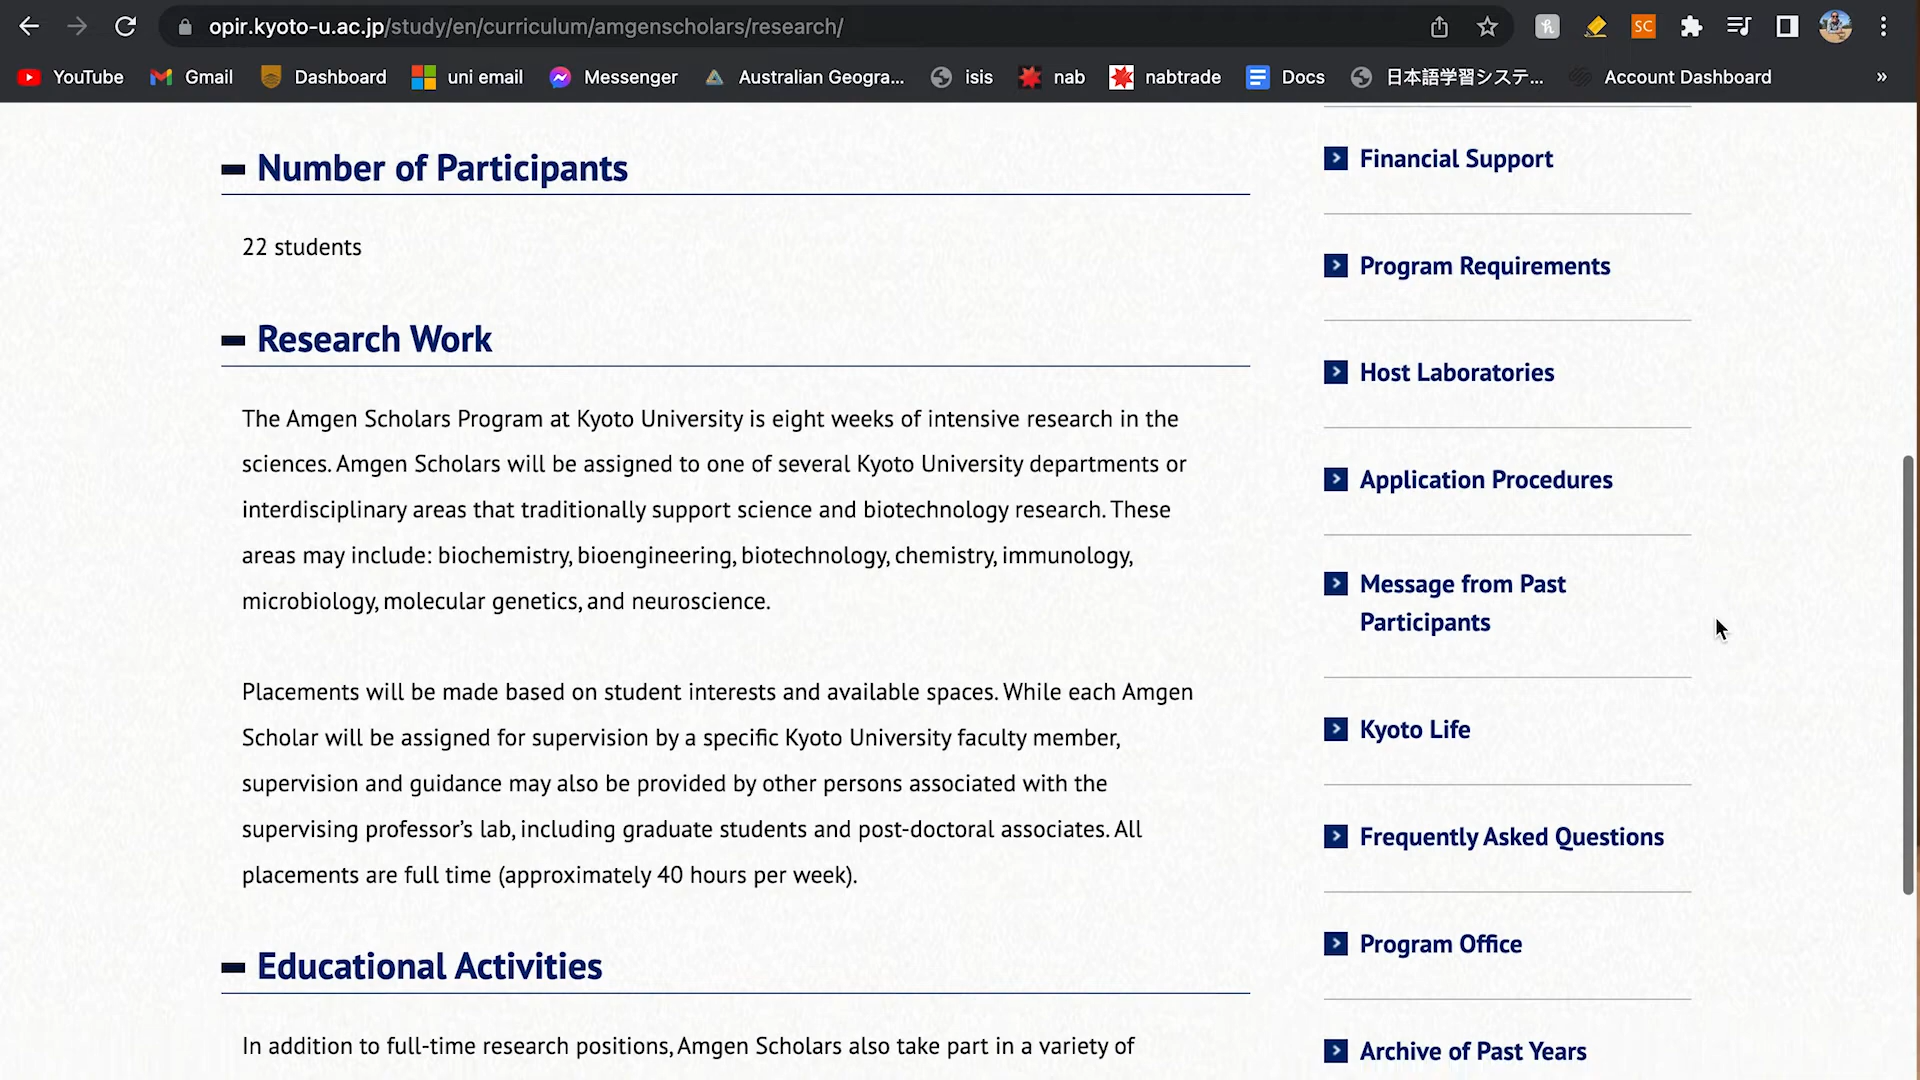 opir.kyoto-u.ac.jp/study/en/curriculum/amgenscholars/research/
SC
YouTube
Gmail
Dashboard
uni email
Messenger
Australian Geogra...
isis
nab
nabtrade
Docs
日本語学習システ...
Account Dashboard
»
Number of Participants
22 students
Research Work
The Amgen Scholars Program at Kyoto University is eight weeks of intensive research in the
sciences. Amgen Scholars will be assigned to one of several Kyoto University departments or
interdisciplinary areas that traditionally support science and biotechnology research. These
areas may include: biochemistry, bioengineering, biotechnology, chemistry, immunology,
microbiology, molecular genetics, and neuroscience.
Placements will be made based on student interests and available spaces. While each Amgen
Scholar will be assigned for supervision by a specific Kyoto University faculty member,
supervision and guidance may also be provided by other persons associated with the
supervising professor’s lab, including graduate students and post-doctoral associates. All
placements are full time (approximately 40 hours per week).
Educational Activities
In addition to full-time research positions, Amgen Scholars also take part in a variety of
Financial Support
Program Requirements
Host Laboratories
Application Procedures
Message from Past
Participants
Kyoto Life
Frequently Asked Questions
Program Office
Archive of Past Years